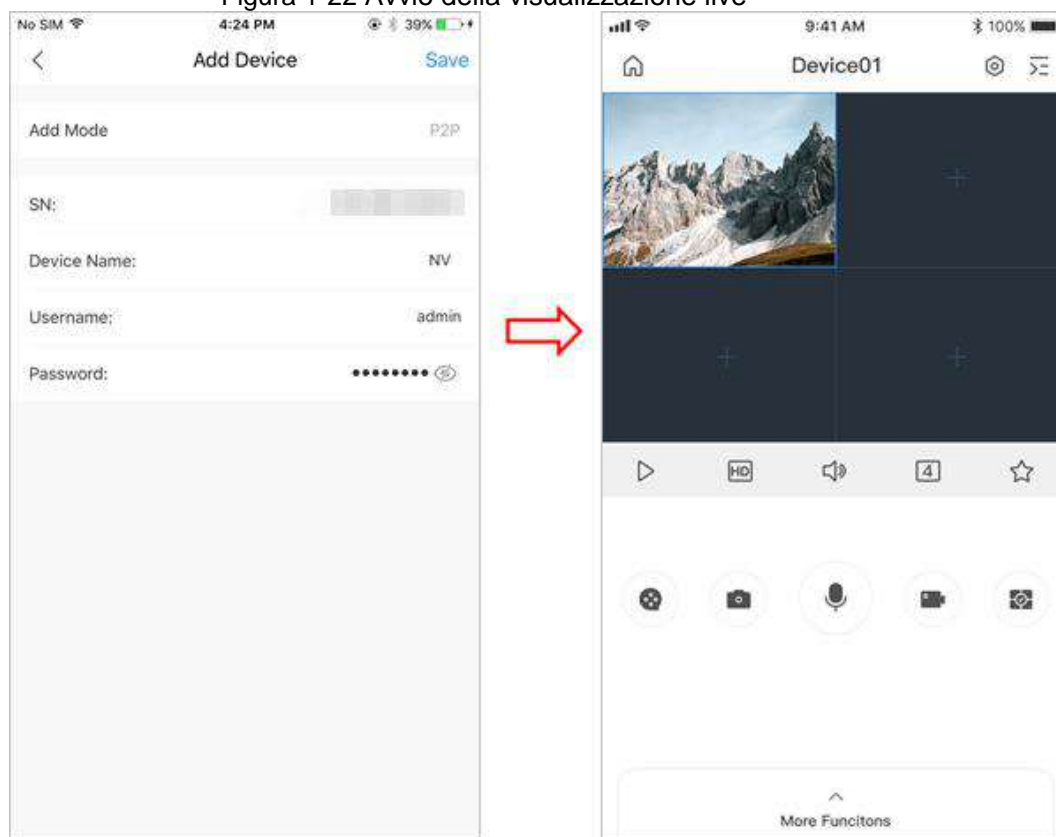 Figura 1-22 Avvio della visualizzazione live
No SIM 4:24 PM 39%
Add Device Save
Add Mode P2P
SN:
Device Name: NV
Username: admin
Password: ••••••••
9:41 AM 100%
Device01
HD 4
More Funcitons